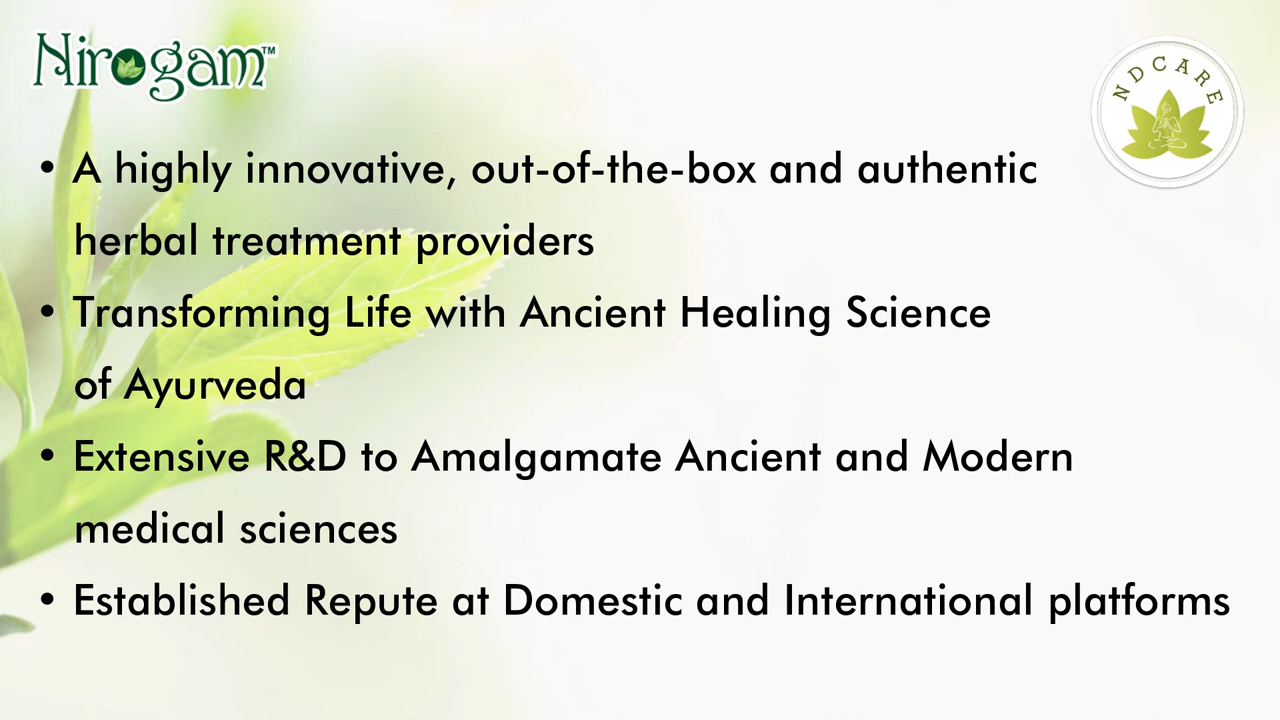 Nirogam™
NDCARE
• A highly innovative, out-of-the-box and authentic
herbal treatment providers
• Transforming Life with Ancient Healing Science
of Ayurveda
• Extensive R&D to Amalgamate Ancient and Modern
medical sciences
• Established Repute at Domestic and International platforms